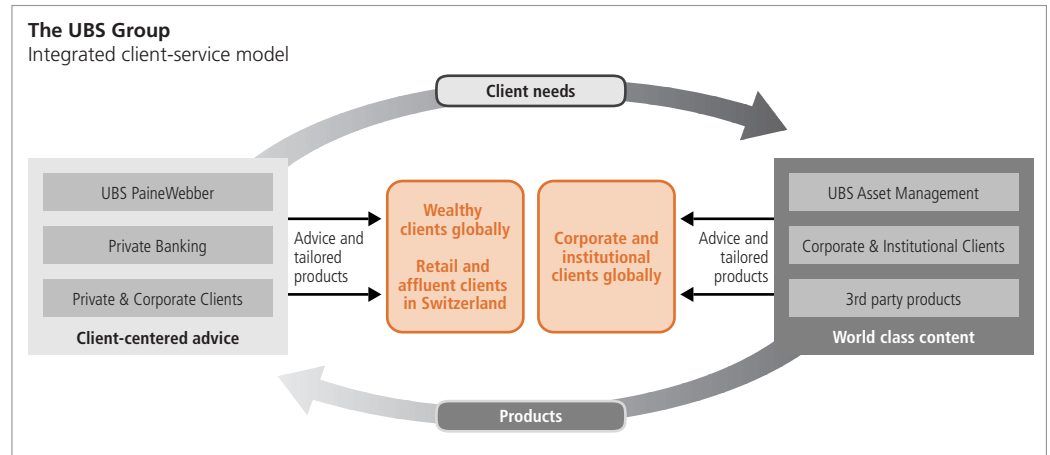 The UBS Group
Integrated client-service model
Client needs
UBS PaineWebber
Private Banking
Private & Corporate Clients
Client-centered advice
Advice and
tailored
products
Wealthy
clients globally
Retail and
affluent clients
in Switzerland
Corporate and
institutional
clients globally
Advice and
tailored
products
UBS Asset Management
Corporate & Institutional Clients
3rd party products
World class content
Products